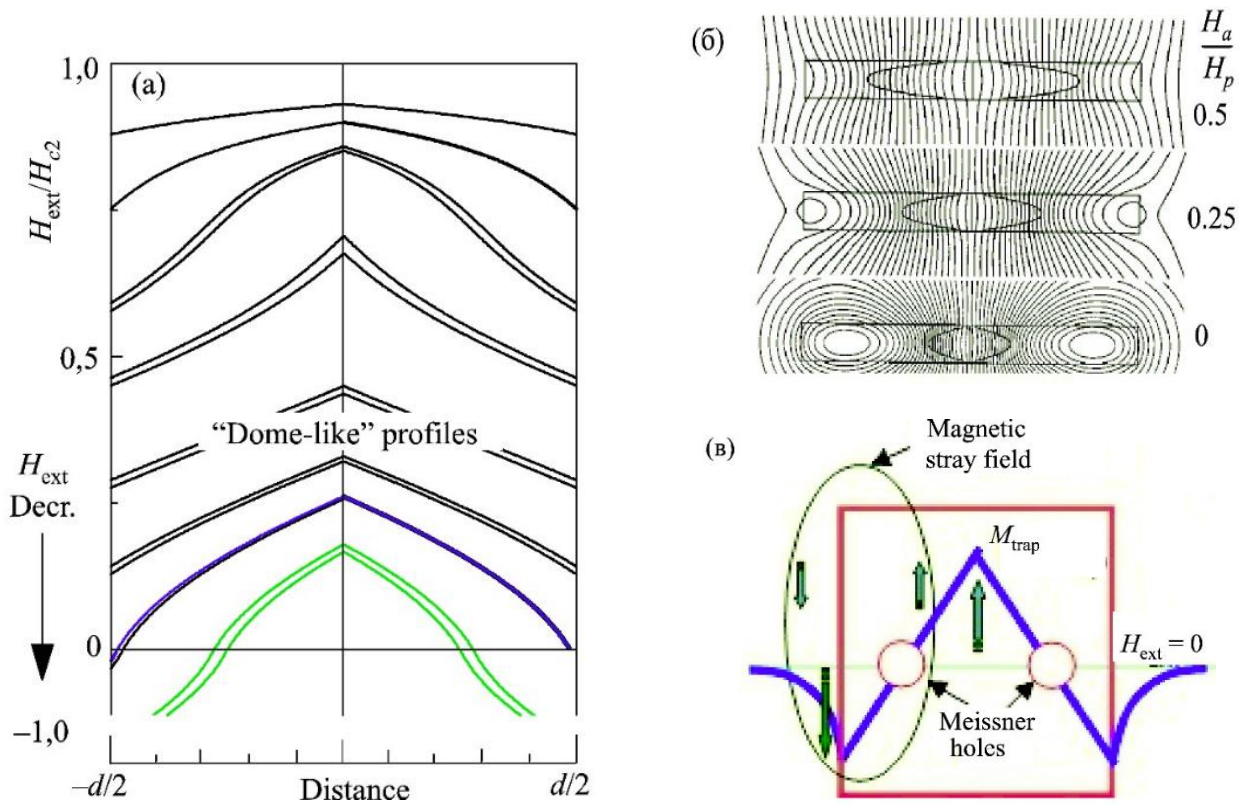 (а)
1,0
H_ext/H_c2
0,5
“Dome-like” profiles
H_ext
Decr.
0
–1,0
–d/2
Distance
d/2
(б)
H_a
H_p
0.5
0.25
0
(в)
Magnetic
stray field
M_trap
H_ext = 0
Meissner
holes